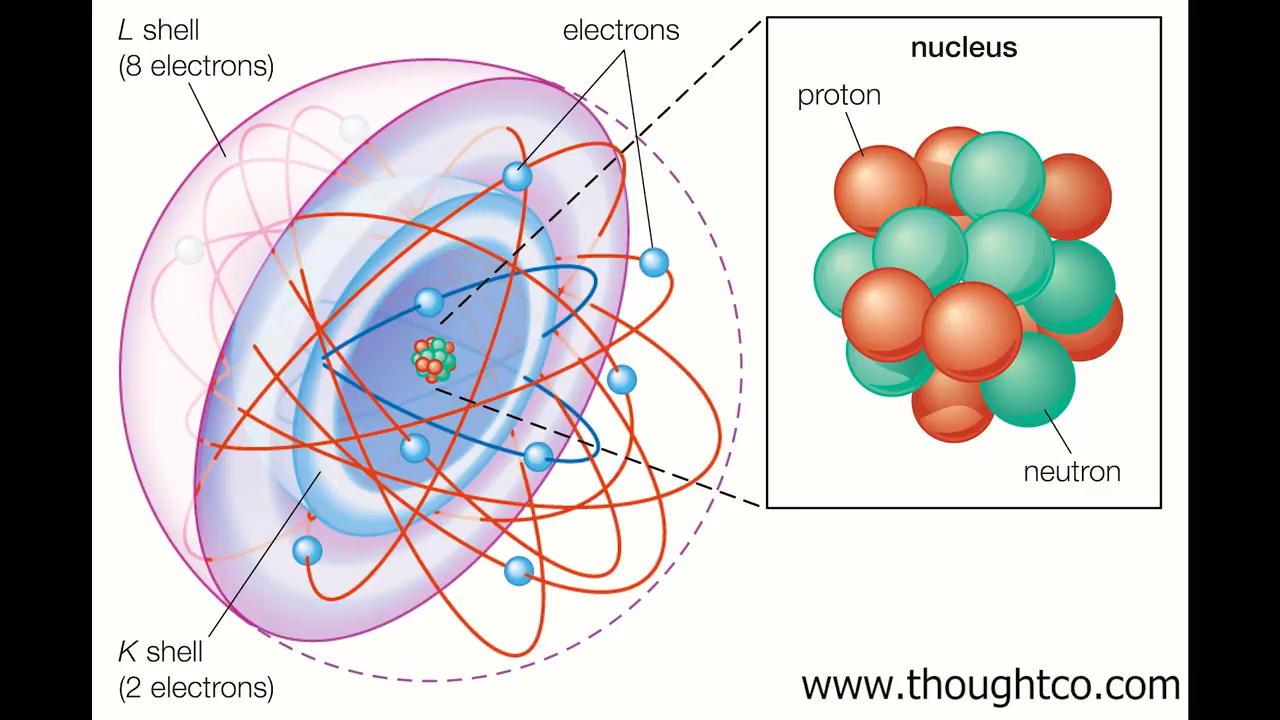 L shell
(8 electrons)
electrons
nucleus
proton
neutron
K shell
(2 electrons)
www.thoughtco.com